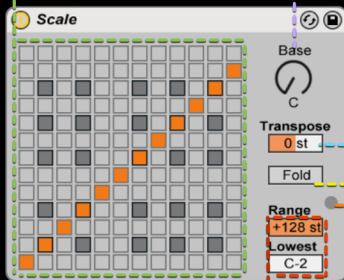 Scale
Base
C
Transpose
0 st
Fold
Range
+128 st
Lowest
C-2